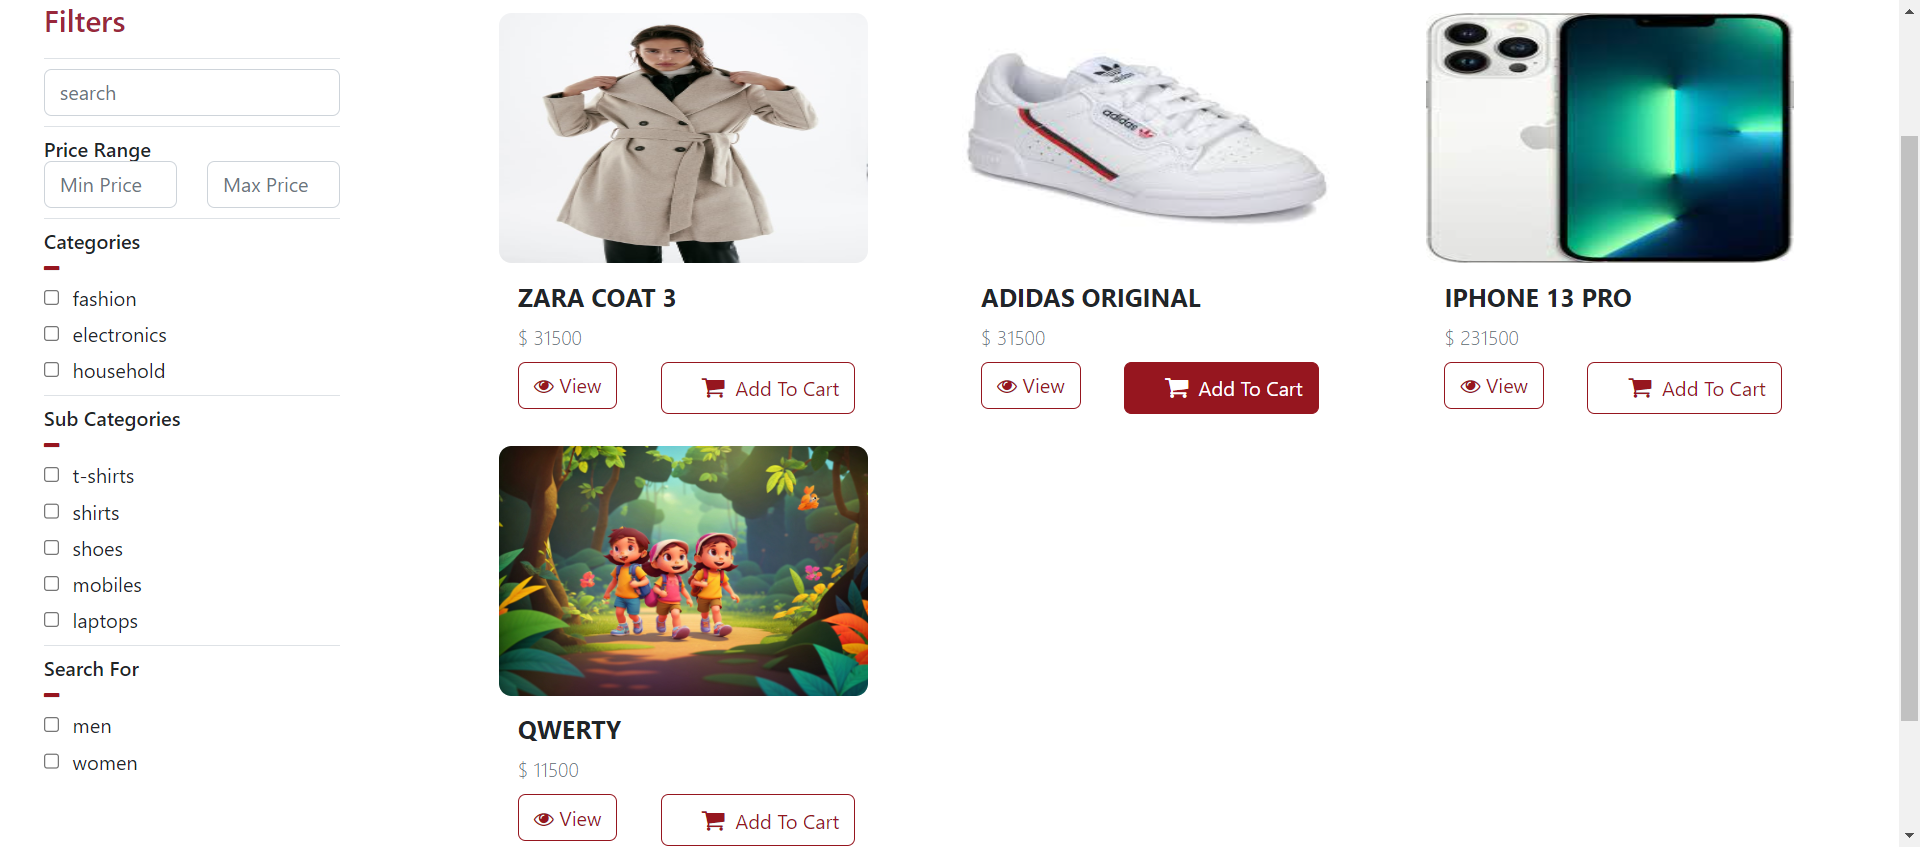 Filters
search
Price Range
Min Price
Max Price
Categories
fashion
electronics
household
Sub Categories
t-shirts
shirts
shoes
mobiles
laptops
Search For
men
women
adidas
adidas
ZARA COAT 3
$ 31500
View
Add To Cart
ADIDAS ORIGINAL
$ 31500
View
Add To Cart
IPHONE 13 PRO
$ 231500
View
Add To Cart
QWERTY
$ 11500
View
Add To Cart